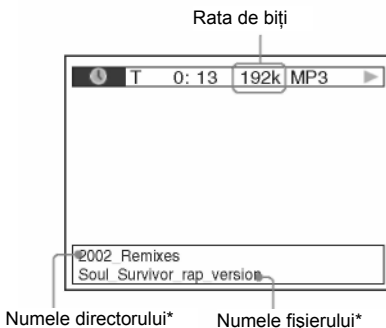 Rata de biți
T 0: 13 192k MP3
2002_Remixes
Soul_Survivor_rap_version
Numele directorului* Numele fișierului*